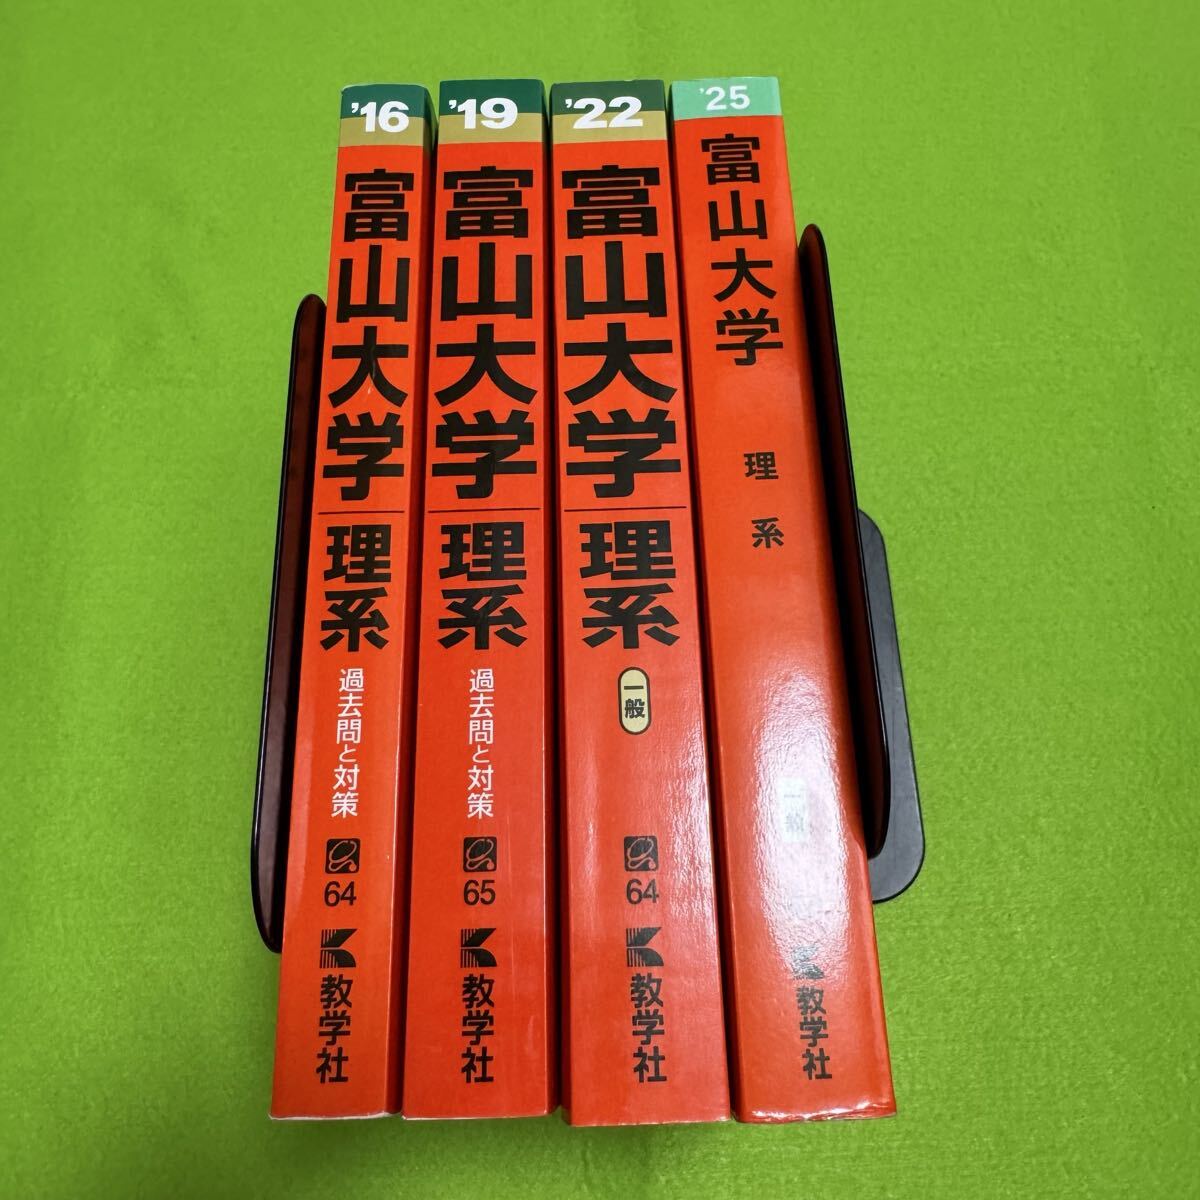 '16
富山大学
理系
過去問と対策
64
教学社
'19
富山大学
理系
過去問と対策
65
教学社
'22
富山大学
理系
一般
64
教学社
'25
富山大学
理系
一般
教学社